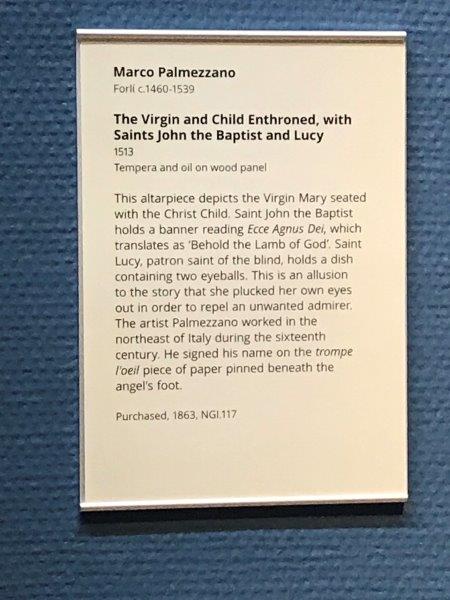 Marco Palmezzano
Forlì c.1460-1539
The Virgin and Child Enthroned, with
Saints John the Baptist and Lucy
1513
Tempera and oil on wood panel
This altarpiece depicts the Virgin Mary seated
with the Christ Child. Saint John the Baptist
holds a banner reading Ecce Agnus Dei, which
translates as ‘Behold the Lamb of God’. Saint
Lucy, patron saint of the blind, holds a dish
containing two eyeballs. This is an allusion
to the story that she plucked her own eyes
out in order to repel an unwanted admirer.
The artist Palmezzano worked in the
northeast of Italy during the sixteenth
century. He signed his name on the trompe
l’oeil piece of paper pinned beneath the
angel’s foot.
Purchased, 1863, NGI.117